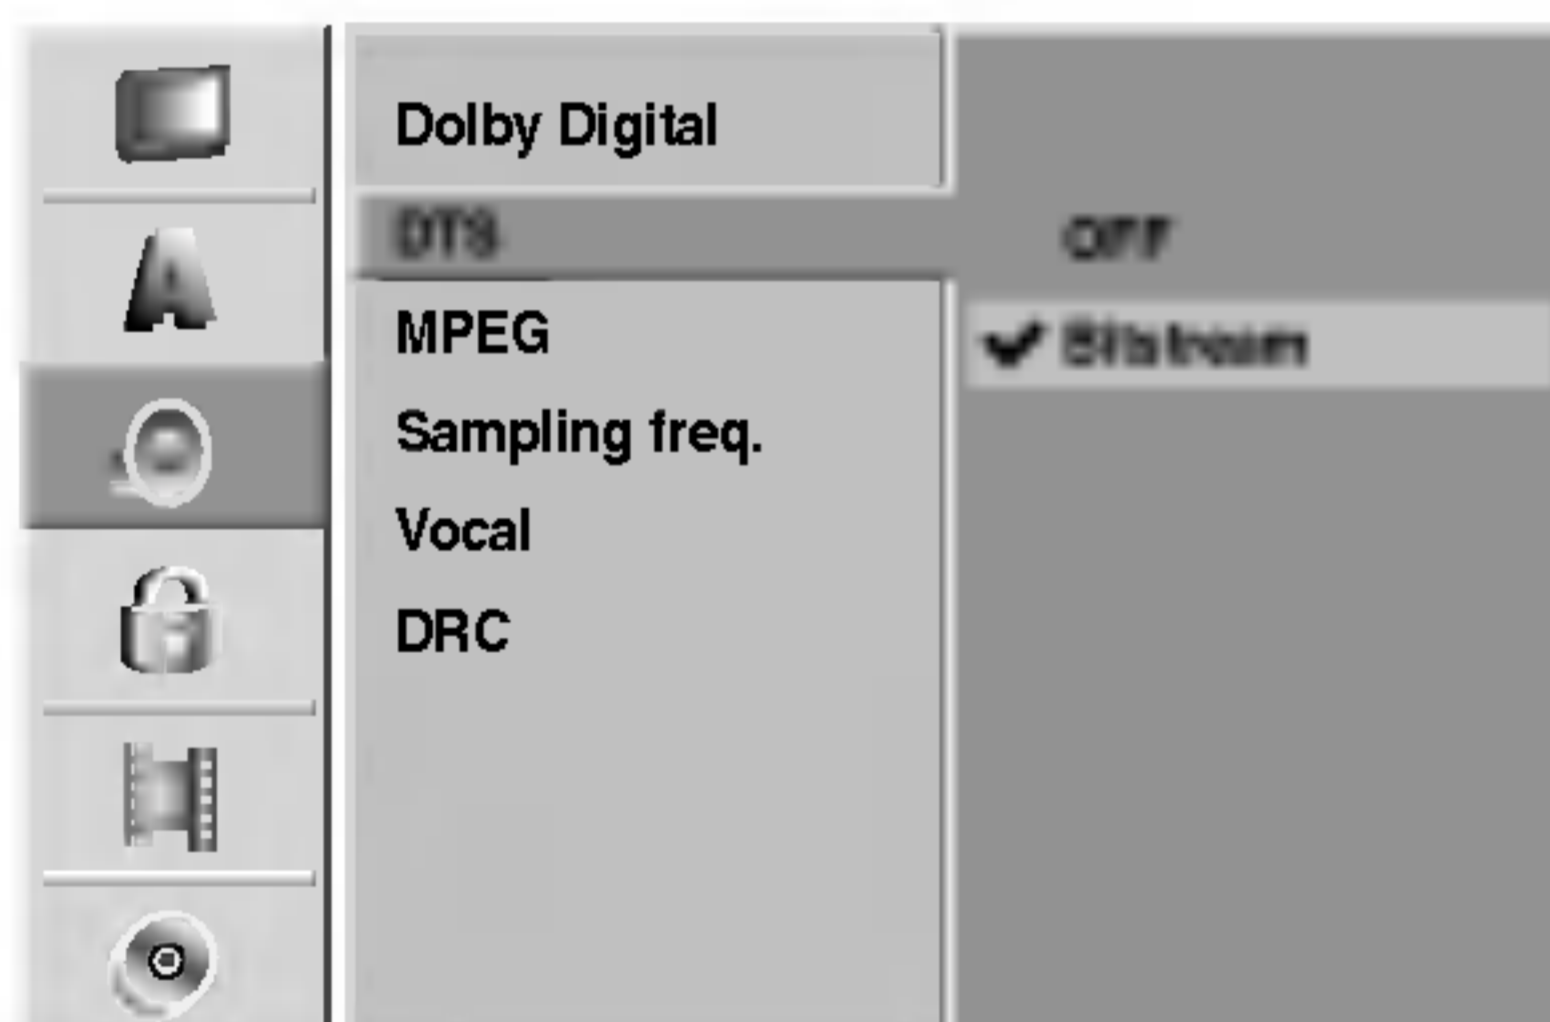 Dolby Digital
DTS
OFF
MPEG
Bitstream
Sampling freq.
Vocal
DRC